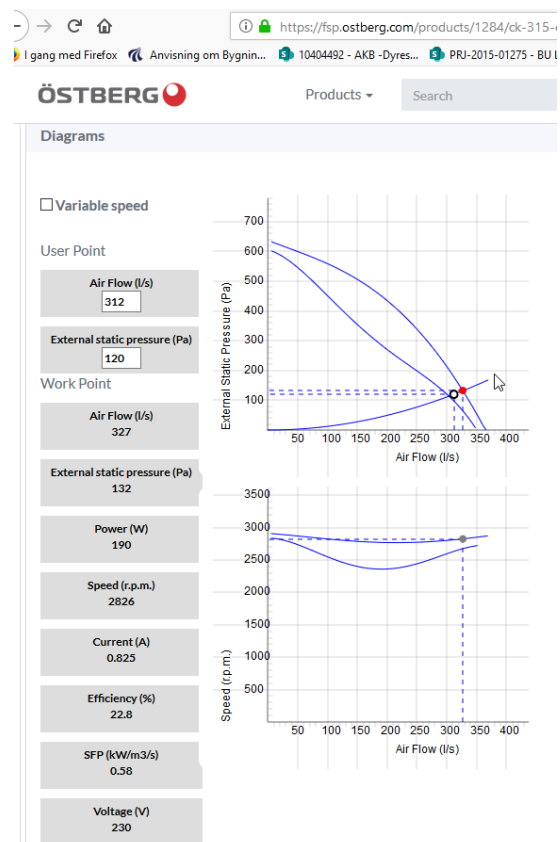 https://fsp.ostberg.com/products/1284/ck-315-
I gang med Firefox
Anvisning om Bygnin...
10404492 - AKB -Dyres...
PRJ-2015-01275 - BU
ÖSTBERG
Products
Search
Diagrams
Variable speed
User Point
Air Flow (l/s)
312
External static pressure (Pa)
120
Work Point
Air Flow (l/s)
327
External static pressure (Pa)
132
Power (W)
190
Speed (r.p.m.)
2826
Current (A)
0.825
Efficiency (%)
22.8
SFP (kW/m3/s)
0.58
Voltage (V)
230
External Static Pressure (Pa)
700
600
500
400
300
200
100
50 100 150 200 250 300 350 400
Air Flow (l/s)
Speed (r.p.m.)
3500
3000
2500
2000
1500
1000
500
50 100 150 200 250 300 350 400
Air Flow (l/s)